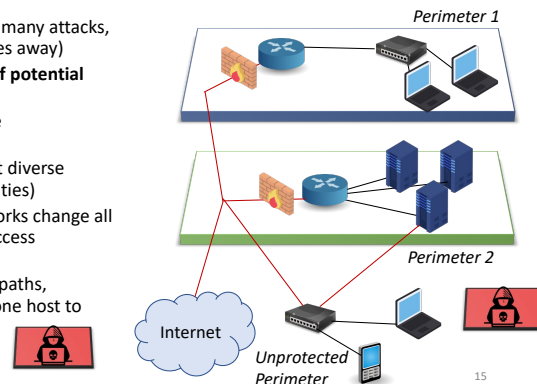 many attacks,
es away)
f potential
e
t diverse
ties)
orks change all
ccess
paths,
one host to
Perimeter 1
Perimeter 2
Internet
Unprotected
Perimeter
15